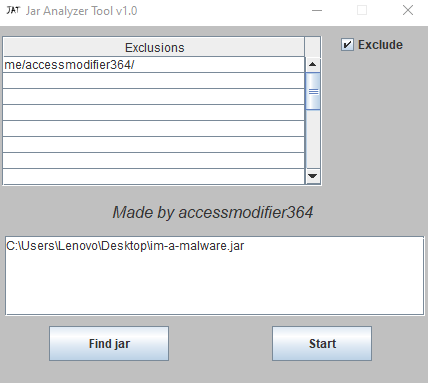 JAT Jar Analyzer Tool v1.0
Exclusions
Exclude
me/accessmodifier364/
Made by accessmodifier364
C:\Users\Lenovo\Desktop\im-a-malware.jar
Find jar Start